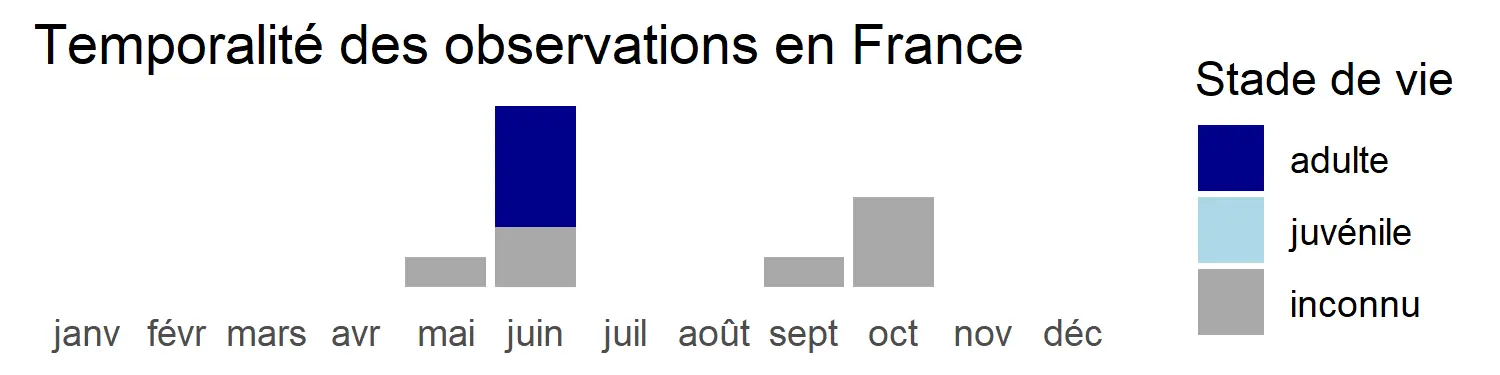 Temporalité des observations en France
Stade de vie
adulte
juvénile
inconnu
janv févr mars avr mai juin juil août sept oct nov déc